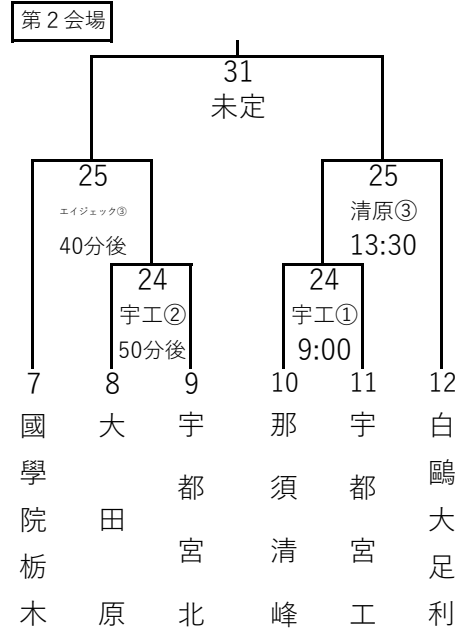 第２会場
31
未定
25
エイジェック③
40分後
25
清原③
13:30
24
宇工②
50分後
24
宇工①
9:00
7
8
9
10
11
12
國學院栃木
大田原
宇都宮北
那須清峰
宇都宮工
白鷗大足利